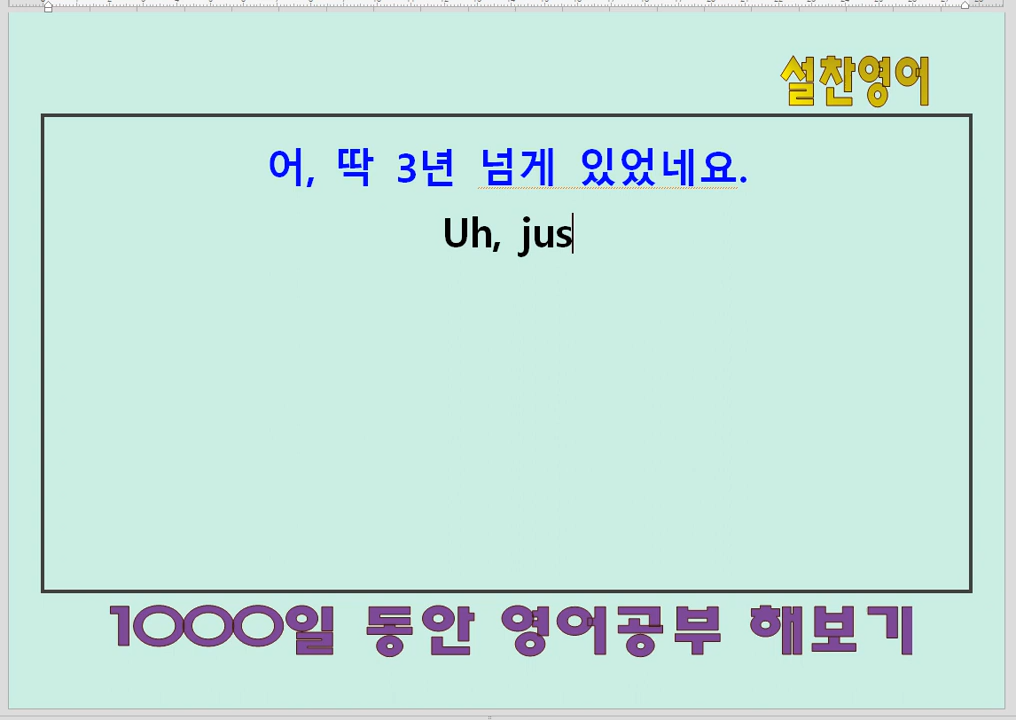 설찬영어
어, 딱 3년 넘게 있었네요.
Uh, jus
1000일 동안 영어공부 해보기